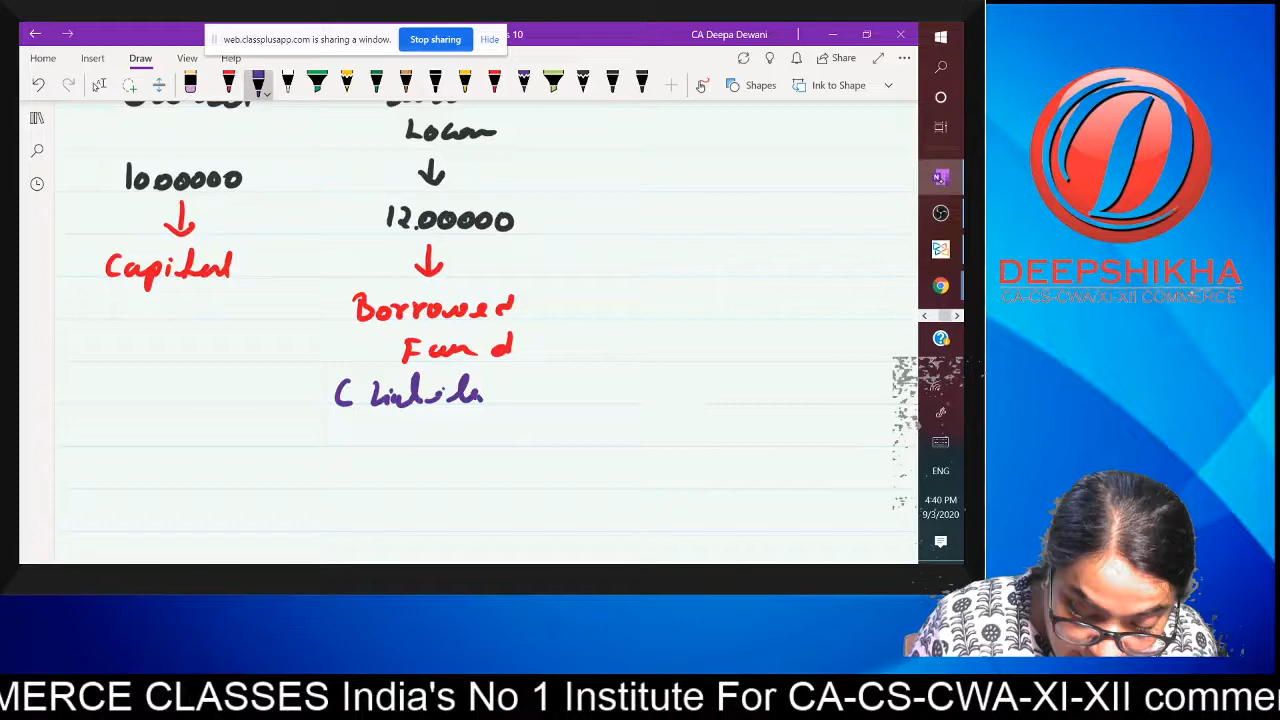 web.classplusapp.com is sharing a window.
Stop sharing
Hide
s 10
CA Deepa Dewani
Home
Insert
Draw
View
Help
Share
Shapes
Ink to Shape
Loan
1000000
12.00000
Capital
Borrowed
Fund
DEEPSHIKHA
CA-CS-CWA/XI-XII COMMERCE
ENG
4:40 PM
9/3/2020
MERCE CLASSES India's No 1 Institute For CA-CS-CWA-XI-XII comme